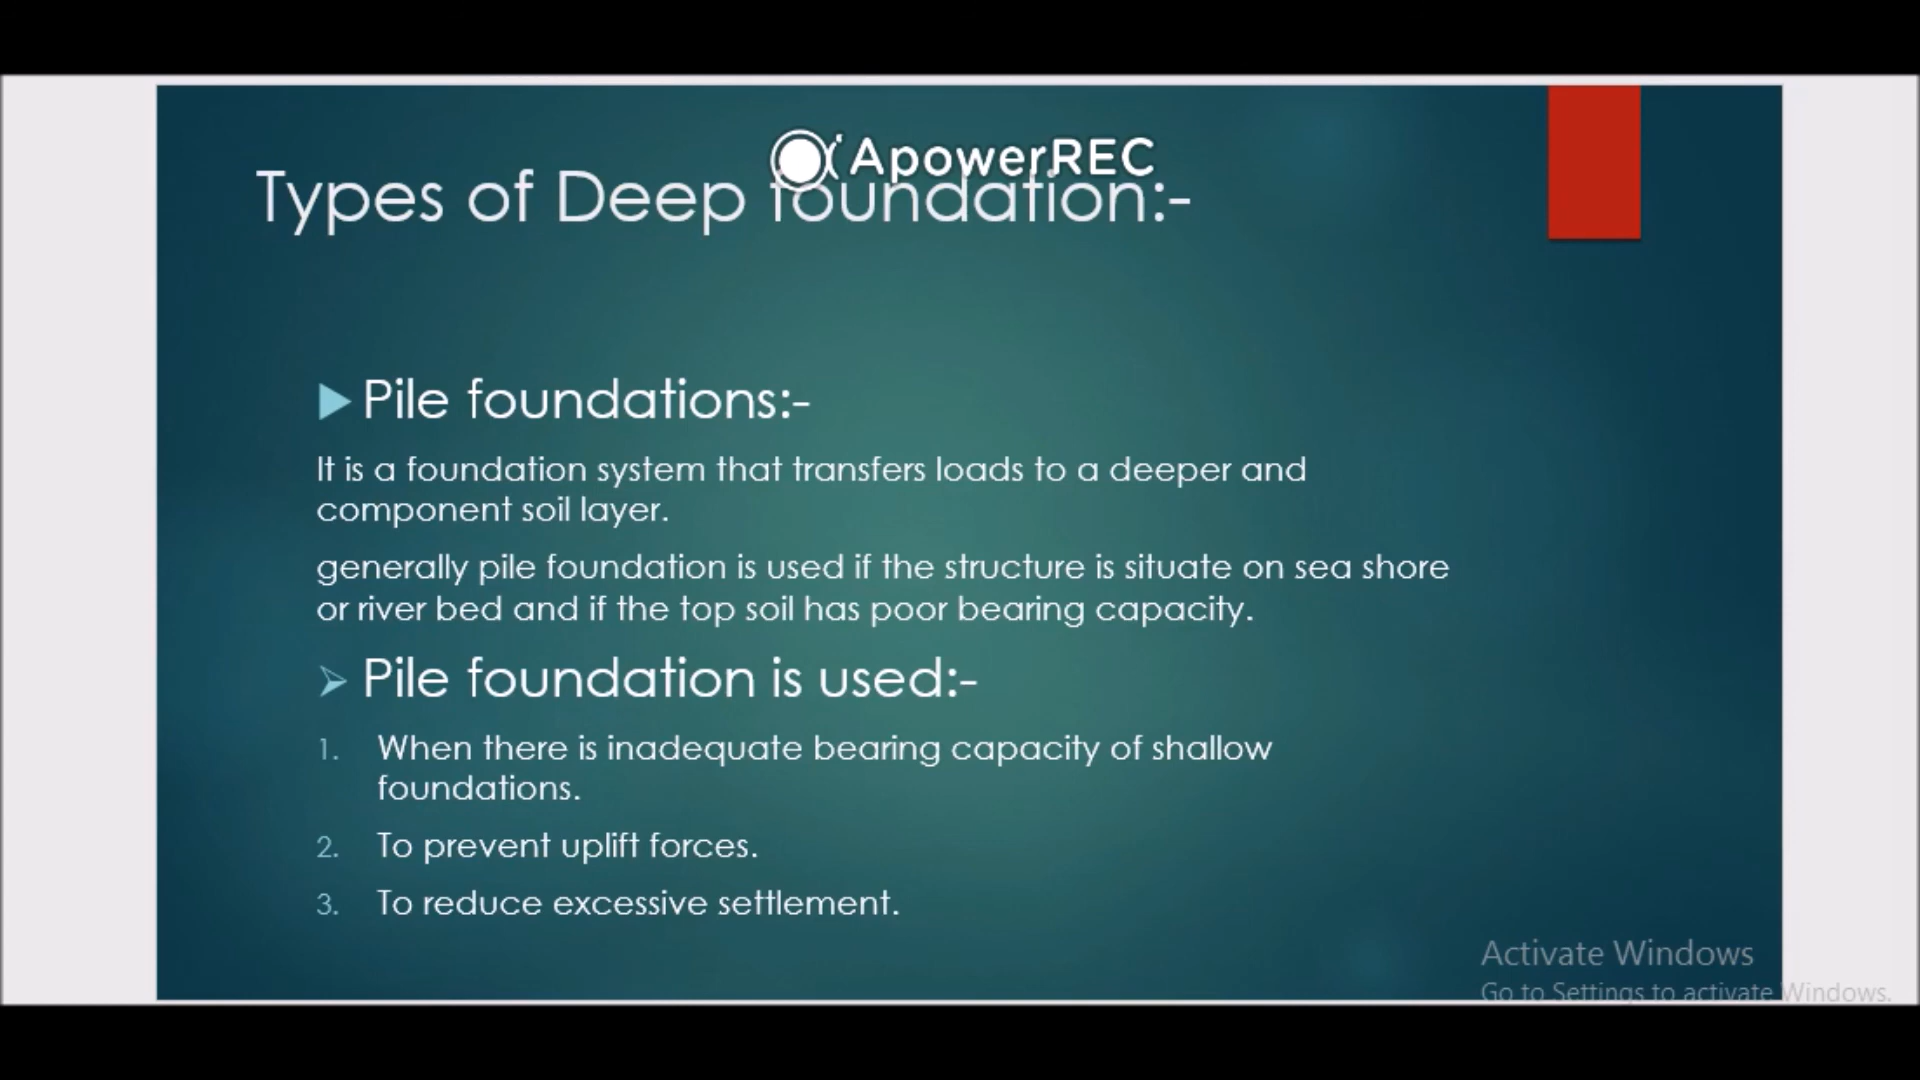 ApowerREC
Types of Deep foundation:-
Pile foundations:-
It is a foundation system that transfers loads to a deeper and
component soil layer.
generally pile foundation is used if the structure is situate on sea shore
or river bed and if the top soil has poor bearing capacity.
Pile foundation is used:-
1. When there is inadequate bearing capacity of shallow
foundations.
2. To prevent uplift forces.
3. To reduce excessive settlement.
Activate Windows
Go to Settings to activate Windows.